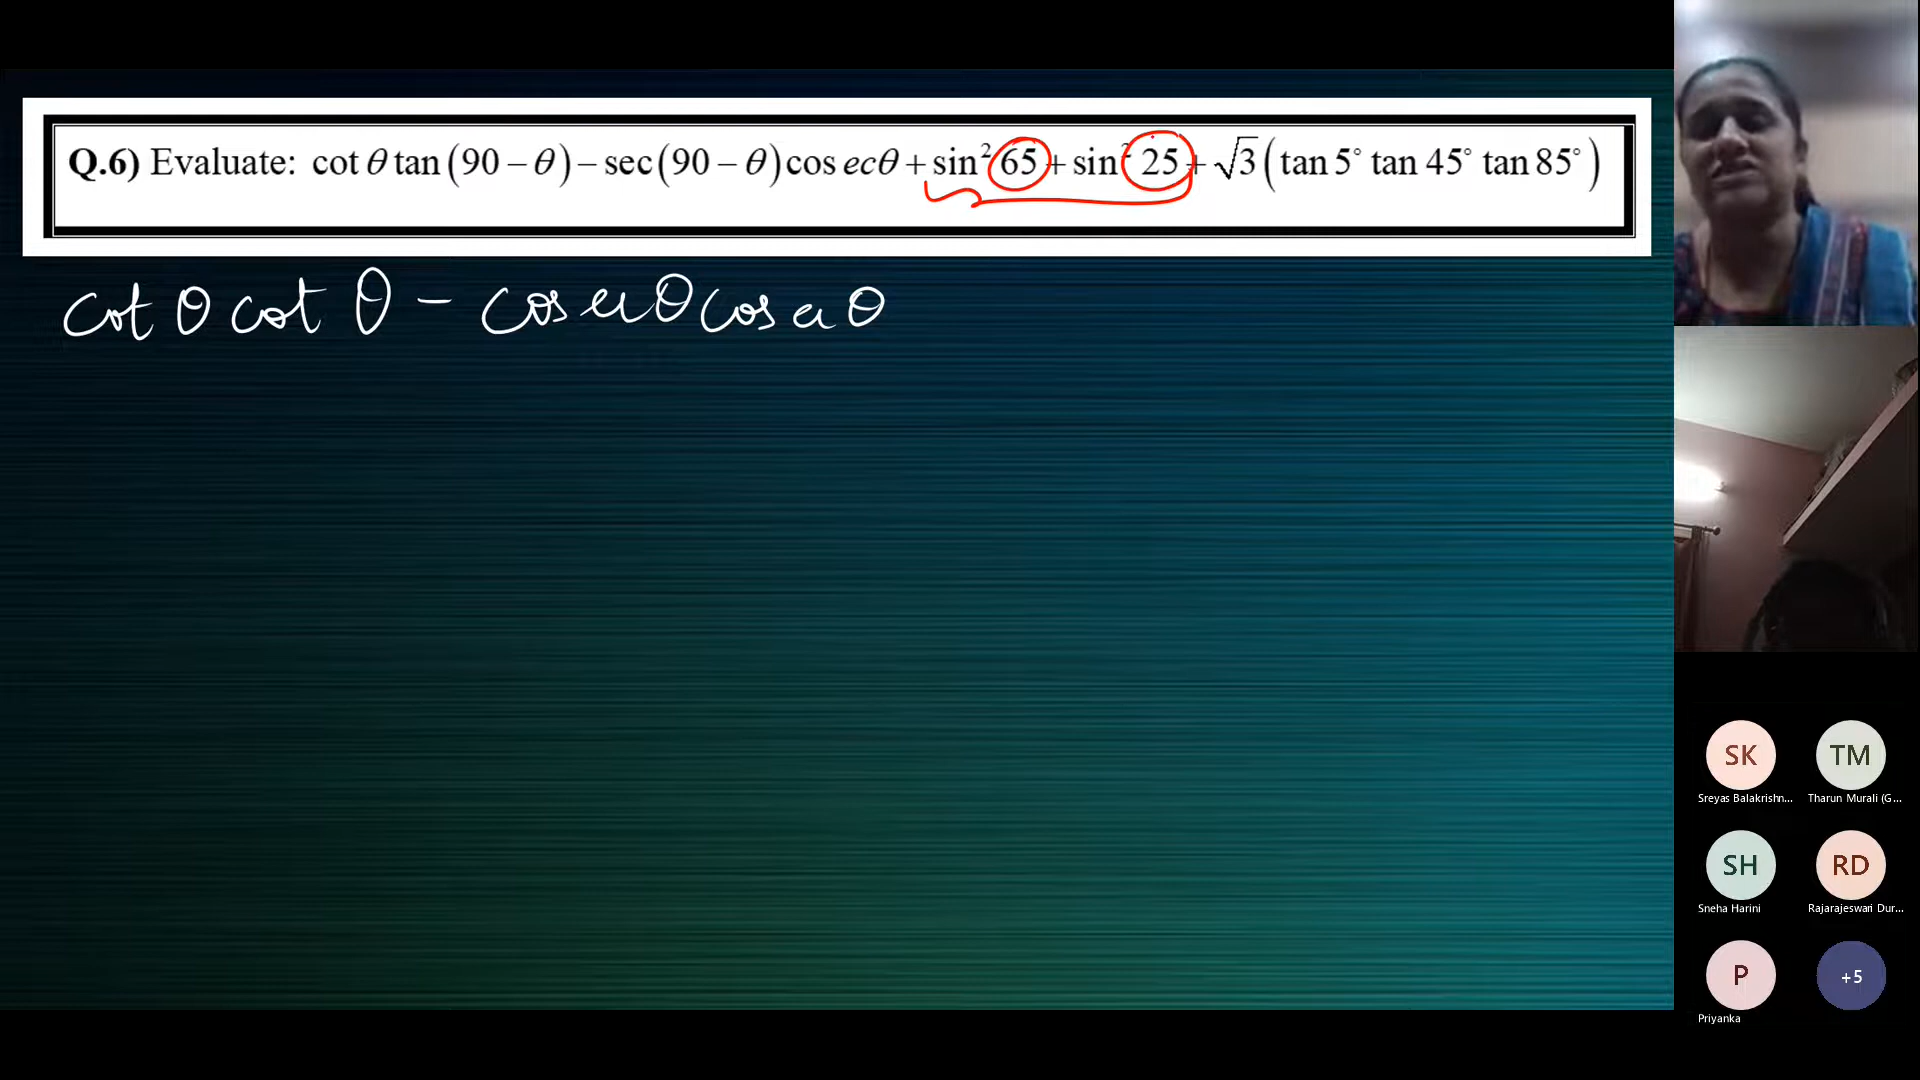 Q.6) Evaluate: cot θ tan (90 − θ) − sec (90 − θ) cos ecθ + sin² 65 + sin² 25 + √3 (tan 5° tan 45° tan 85°)
cot θ cot θ − cosec θ cosec θ
SK
TM
Sreyas Balakrishn...
Tharun Murali (G...
SH
RD
Sneha Harini
Rajarajeswari Dur...
P
+5
Priyanka